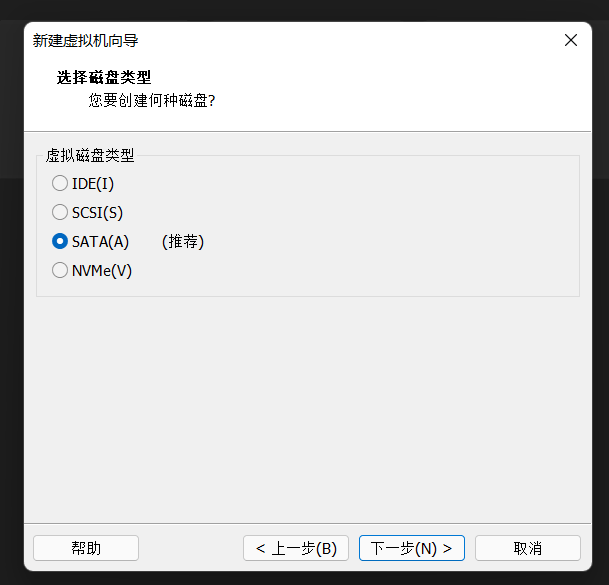 新建虚拟机向导
选择磁盘类型
您要创建何种磁盘?
虚拟磁盘类型
IDE(I)
SCSI(S)
SATA(A) (推荐)
NVMe(V)
帮助 < 上一步(B) 下一步(N) > 取消